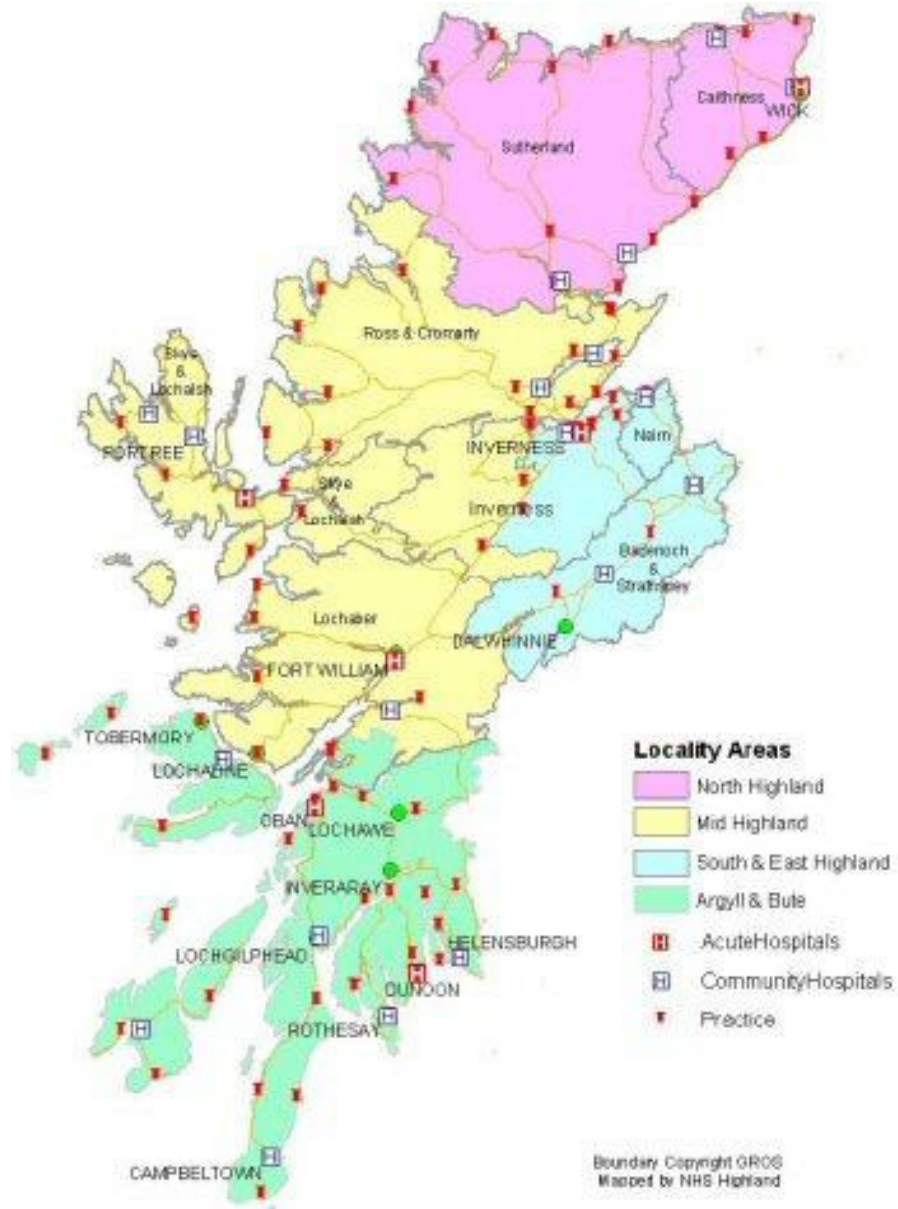 Caithness
WICK
Sutherland
Ross & Cromarty
Skye
&
Lochalsh
PORTREE
INVERNESS
Nairn
Skye
&
Lochalsh
Inverness
Badenoch
&
Strathspey
Lochaber
DALWHINNIE
FORT WILLIAM
TOBERMORY
LOCHALINE
OBAN
LOCHAWE
INVERARAY
LOCHGILPHEAD
HELENSBURGH
DUNOON
ROTHESAY
CAMPBELTOWN
Locality Areas
North Highland
Mid Highland
South & East Highland
Argyll & Bute
AcuteHospitals
CommunityHospitals
Practice
Boundary Copyright GROS
Mapped by NHS Highland